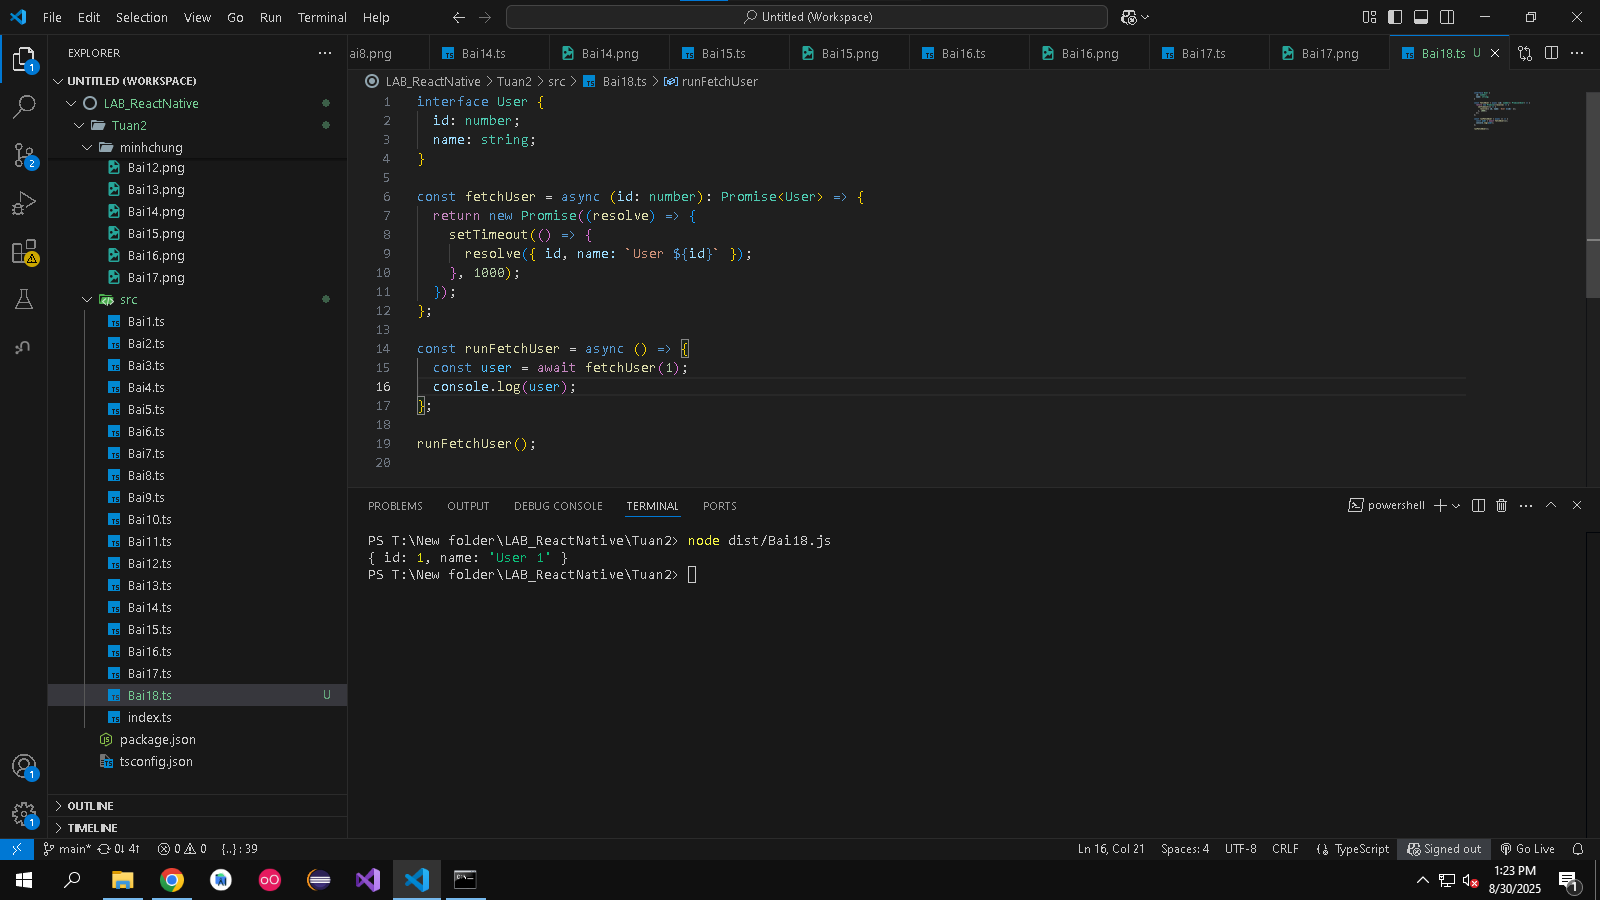 File Edit Selection View Go Run Terminal Help
Untitled (Workspace)
EXPLORER
ai8.png Bai14.ts Bai14.png Bai15.ts Bai15.png Bai16.ts Bai16.png Bai17.ts Bai17.png Bai18.ts U
UNTITLED (WORKSPACE)
LAB_ReactNative
Tuan2
minhchung
Bai12.png
Bai13.png
Bai14.png
Bai15.png
Bai16.png
Bai17.png
src
Bai1.ts
Bai2.ts
Bai3.ts
Bai4.ts
Bai5.ts
Bai6.ts
Bai7.ts
Bai8.ts
Bai9.ts
Bai10.ts
Bai11.ts
Bai12.ts
Bai13.ts
Bai14.ts
Bai15.ts
Bai16.ts
Bai17.ts
Bai18.ts U
index.ts
package.json
tsconfig.json
OUTLINE
TIMELINE
LAB_ReactNative > Tuan2 > src > Bai18.ts > runFetchUser
1 interface User {
2 id: number;
3 name: string;
4 }
5
6 const fetchUser = async (id: number): Promise<User> => {
7 return new Promise((resolve) => {
8 setTimeout(() => {
9 resolve({ id, name: `User ${id}` });
10 }, 1000);
11 });
12 };
13
14 const runFetchUser = async () => {
15 const user = await fetchUser(1);
16 console.log(user);
17 };
18
19 runFetchUser();
20
PROBLEMS OUTPUT DEBUG CONSOLE TERMINAL PORTS
powershell
PS T:\New folder\LAB_ReactNative\Tuan2> node dist/Bai18.js
{ id: 1, name: 'User 1' }
PS T:\New folder\LAB_ReactNative\Tuan2>
main* 0↓ 4↑ 0 0 {..} : 39
Ln 16, Col 21 Spaces: 4 UTF-8 CRLF TypeScript Signed out Go Live
1:23 PM
8/30/2025